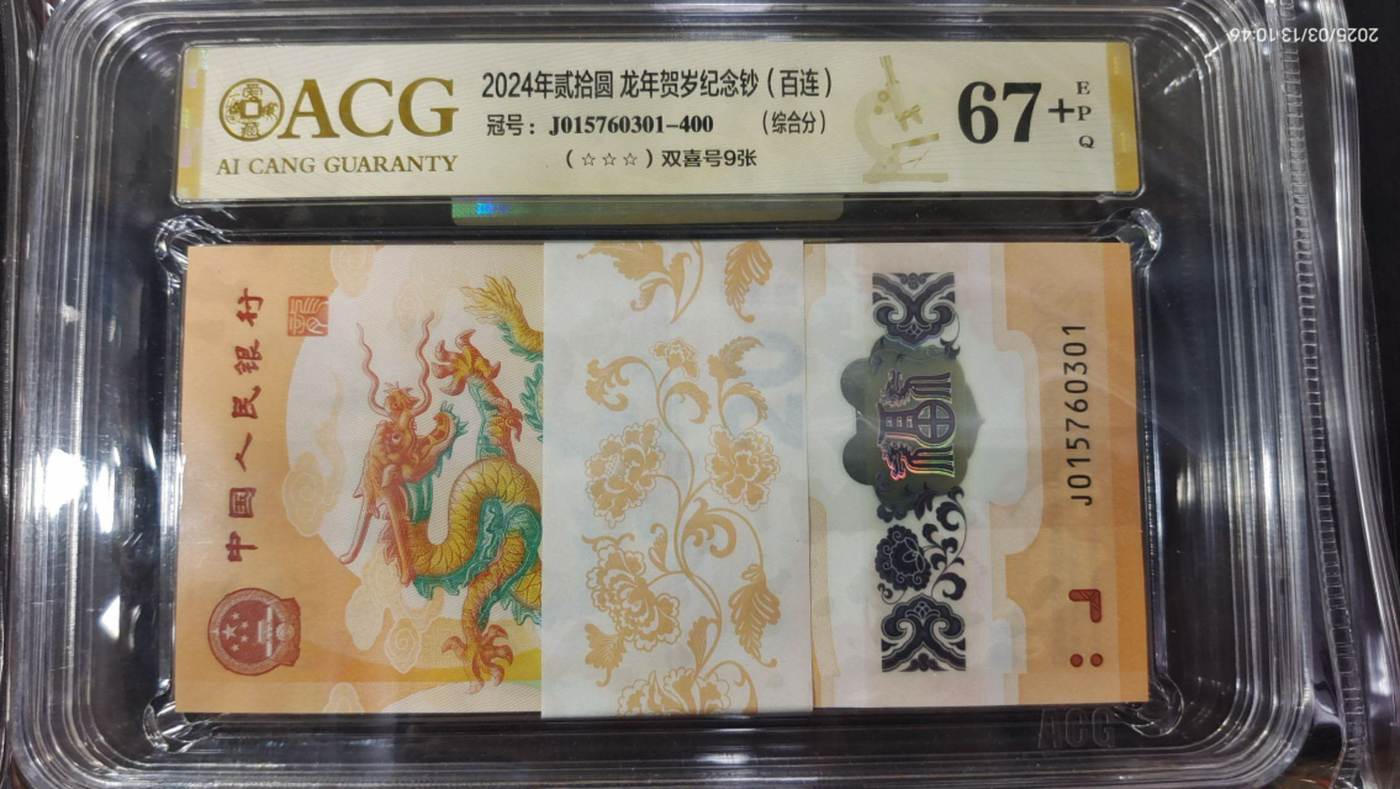 2025/03/13 10:46
ACG
AI CANG GUARANTY
2024年贰拾圆 龙年贺岁纪念钞（百连）
冠号：J015760301-400 （综合分）
（☆☆☆）双喜号9张
67+
EPQ
中国人民银行
J015760301
ACG